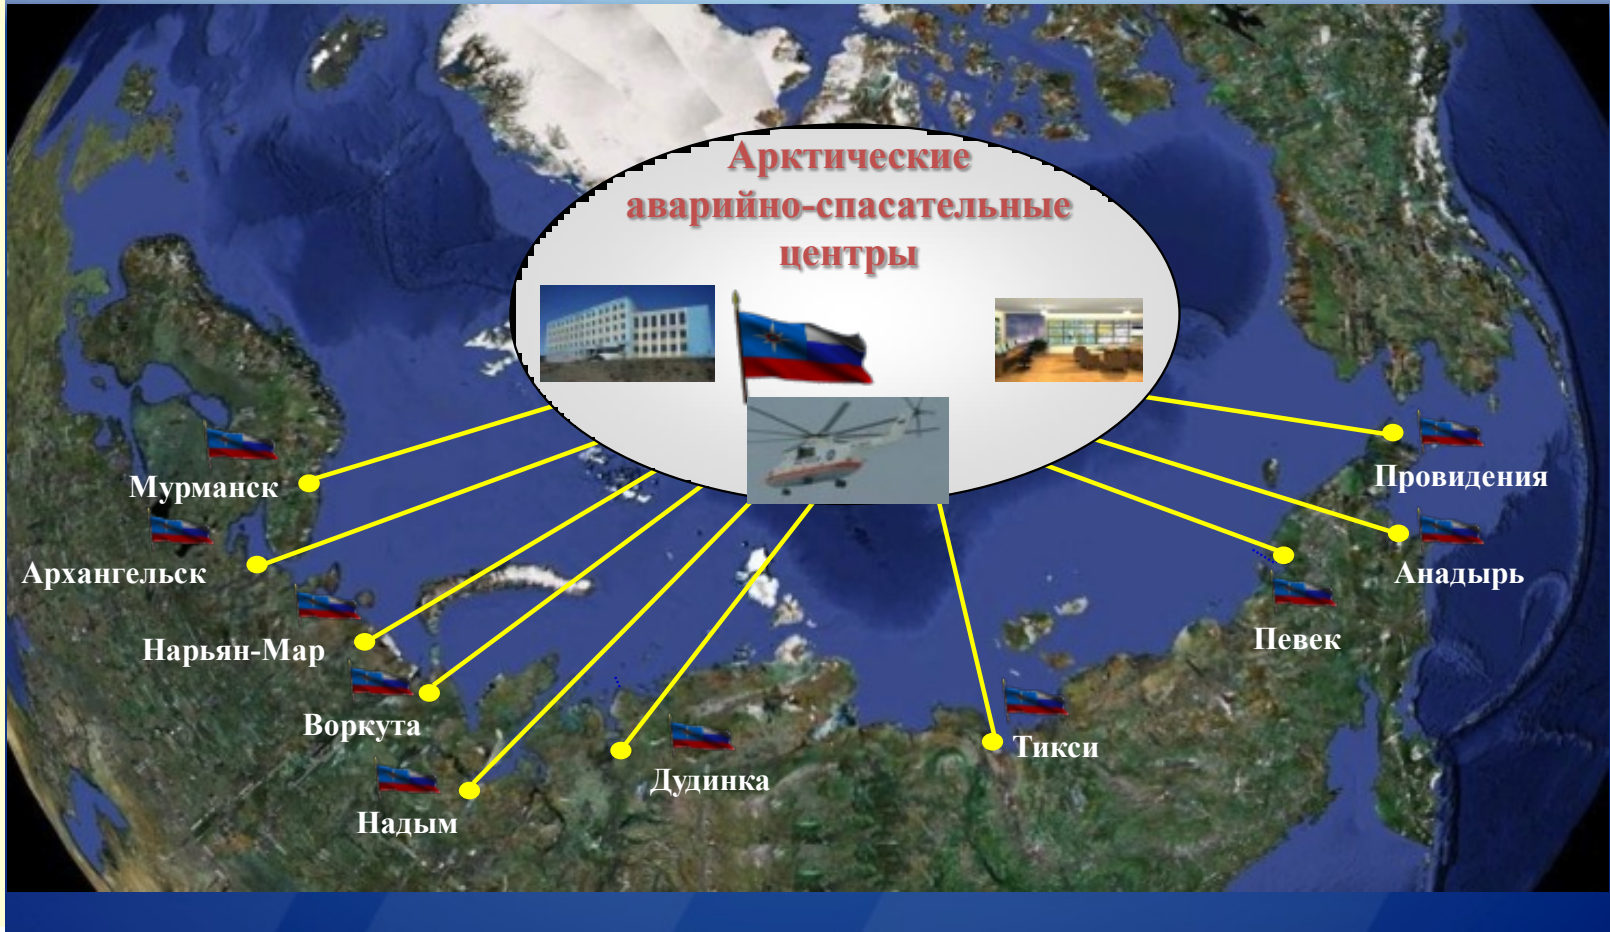 Арктические
аварийно-спасательные
центры
Мурманск
Архангельск
Нарьян-Мар
Воркута
Надым
Дудинка
Тикси
Певек
Анадырь
Провидения